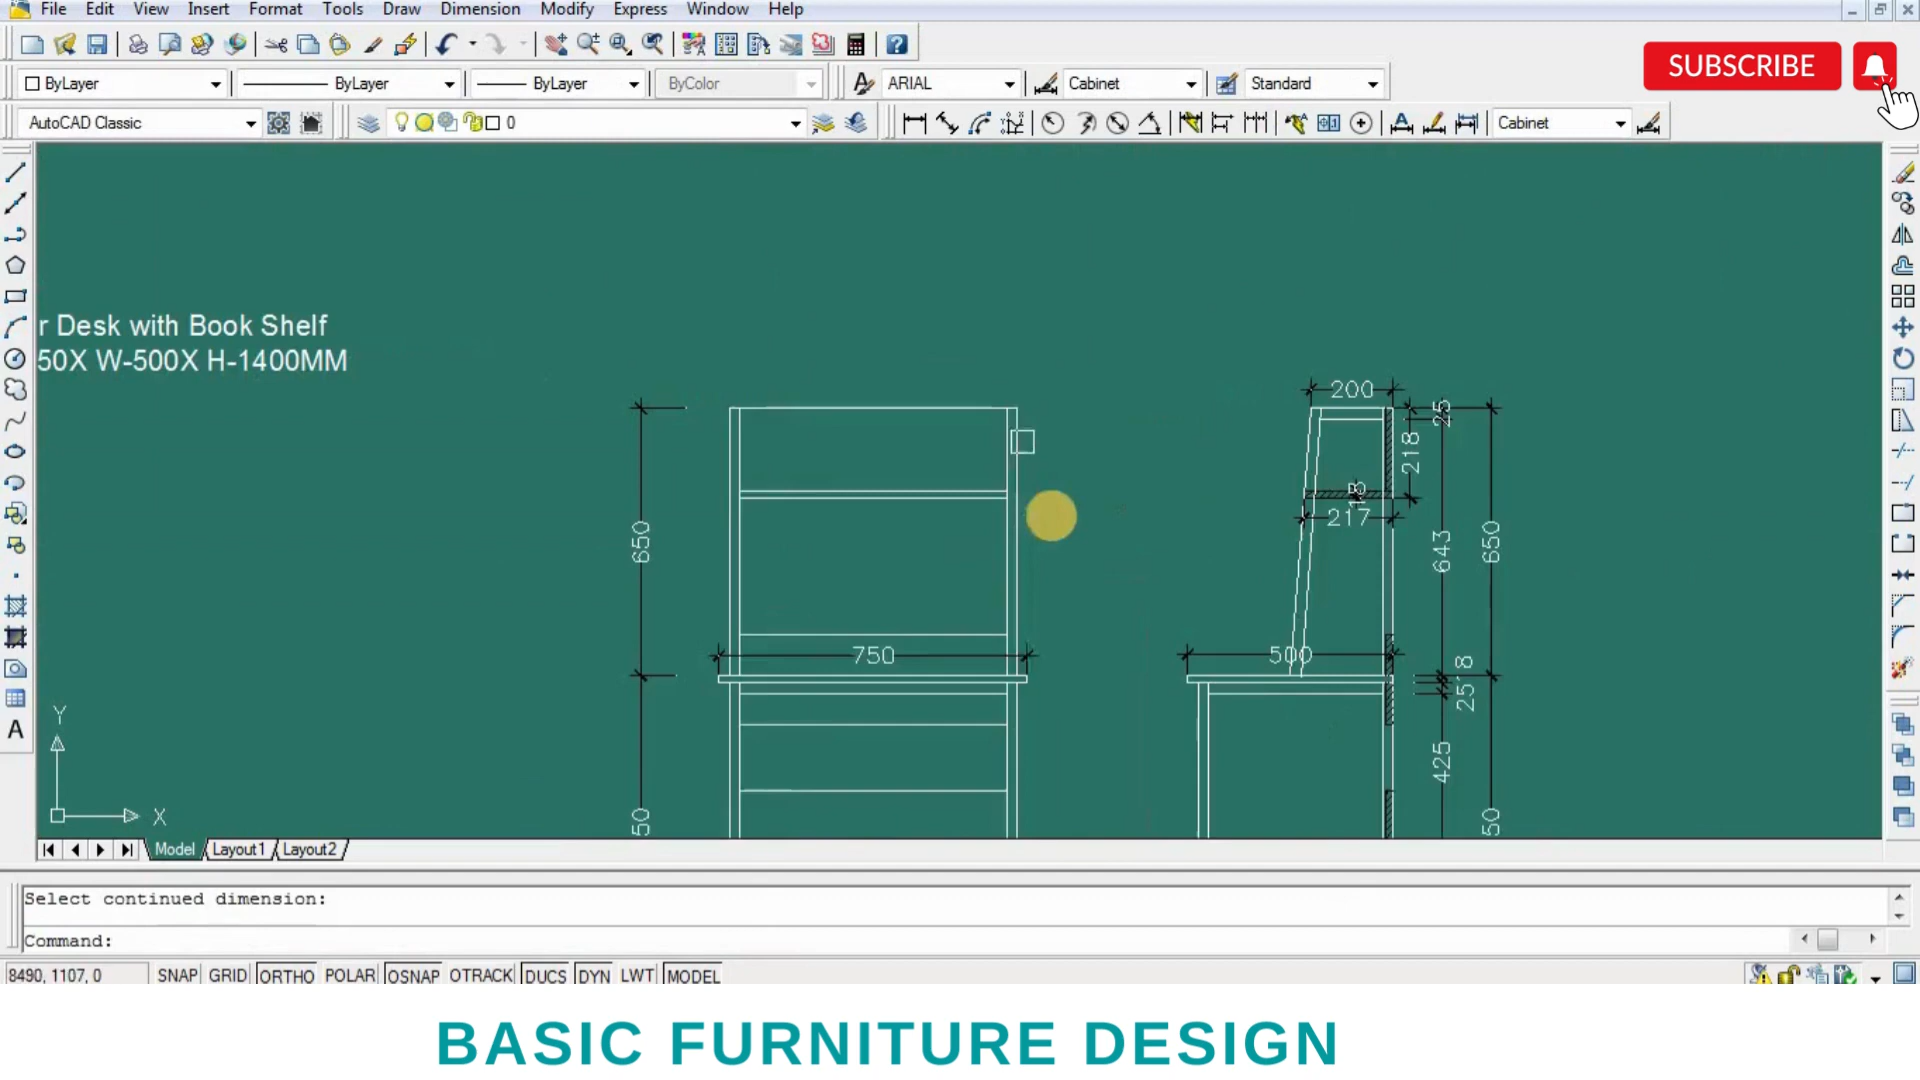 File Edit View Insert Format Tools Draw Dimension Modify Express Window Help
SUBSCRIBE
ByLayer ByLayer ByLayer ByColor ARIAL Cabinet Standard
AutoCAD Classic 0 Cabinet
r Desk with Book Shelf
50X W-500X H-1400MM
200
25
218
18
217
650
643
650
750
500
18
25
425
50
50
Y
X
Model Layout1 Layout2
Select continued dimension:
Command:
8490, 1107, 0 SNAP GRID ORTHO POLAR OSNAP OTRACK DUCS DYN LWT MODEL
BASIC FURNITURE DESIGN